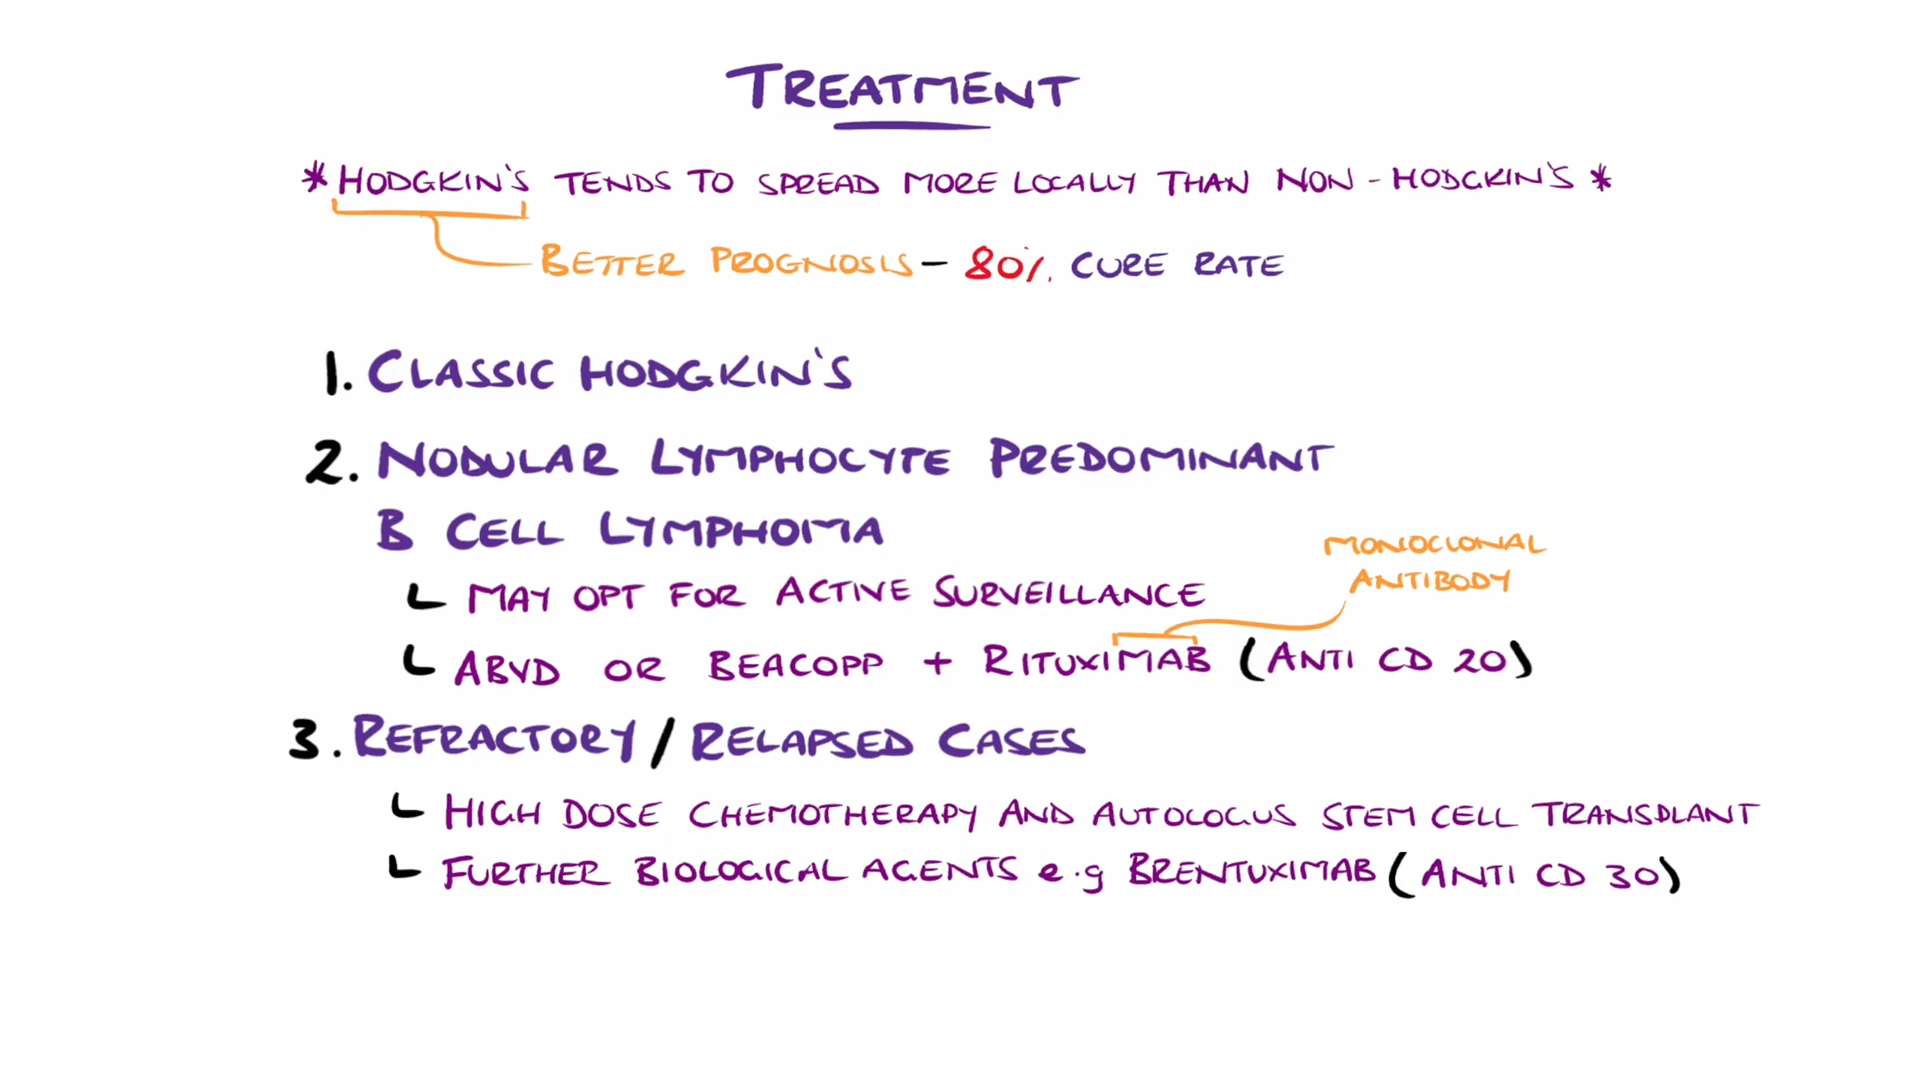 TREATMENT
* HODGKIN'S TENDS TO SPREAD MORE LOCALLY THAN NON-HODGKIN'S *
BETTER PROGNOSIS - 80% CURE RATE
1. CLASSIC HODGKIN'S
2. NODULAR LYMPHOCYTE PREDOMINANT
B CELL LYMPHOMA
MAY OPT FOR ACTIVE SURVEILLANCE
MONOCLONAL
ANTIBODY
ABVD OR BEACOPP + RITUXIMAB (ANTI CD 20)
3. REFRACTORY / RELAPSED CASES
HIGH DOSE CHEMOTHERAPY AND AUTOLOGUS STEM CELL TRANSPLANT
FURTHER BIOLOGICAL AGENTS e.g BRENTUXIMAB (ANTI CD 30)